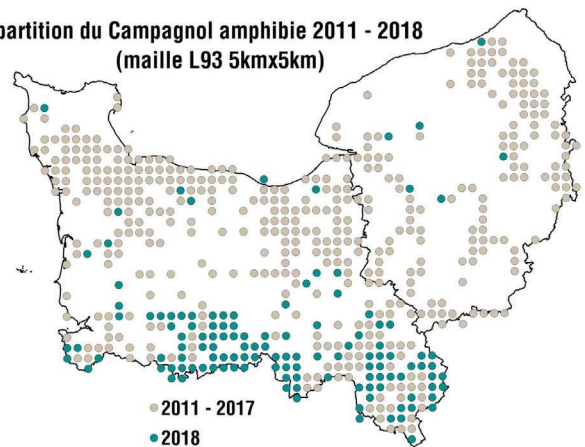 partition du Campagnol amphibie 2011 - 2018
(maille L93 5kmx5km)
2011 - 2017
2018